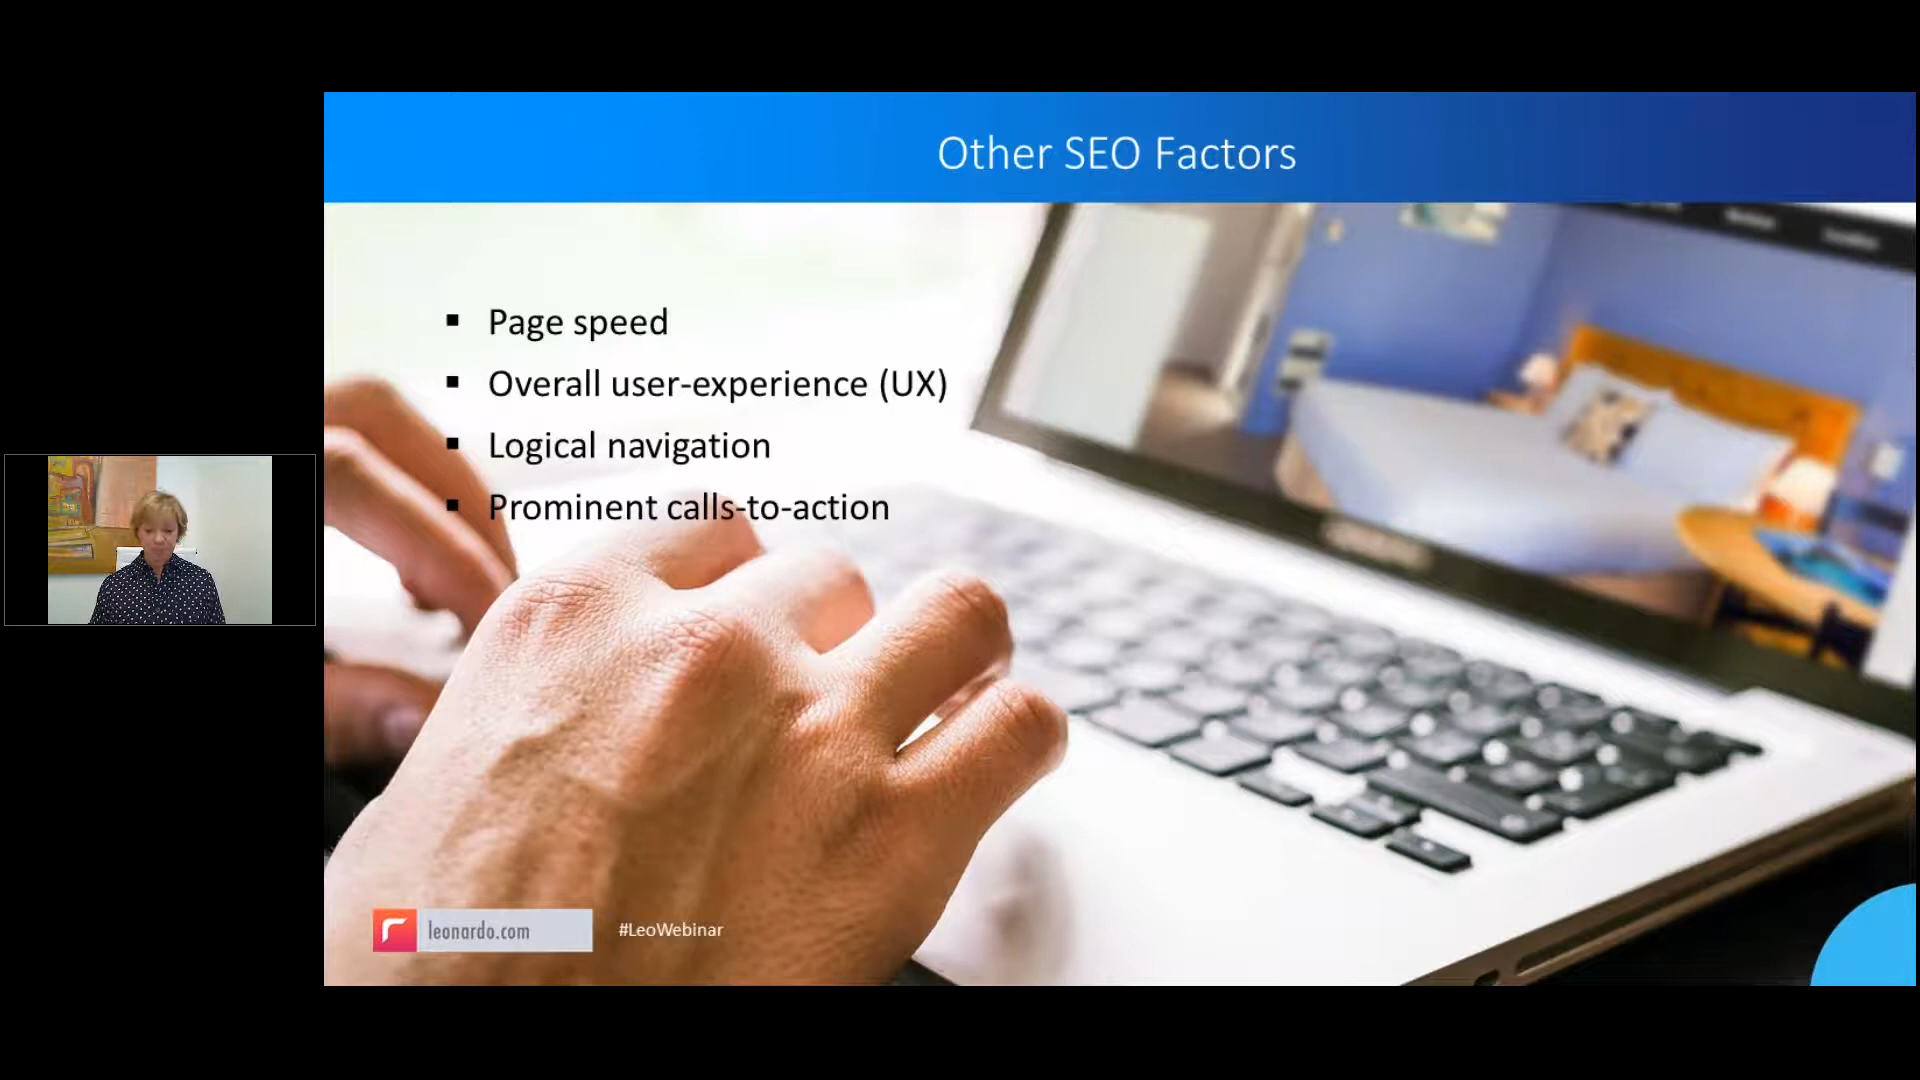 Other SEO Factors
▪ Page speed
▪ Overall user-experience (UX)
▪ Logical navigation
▪ Prominent calls-to-action
leonardo.com
#LeoWebinar